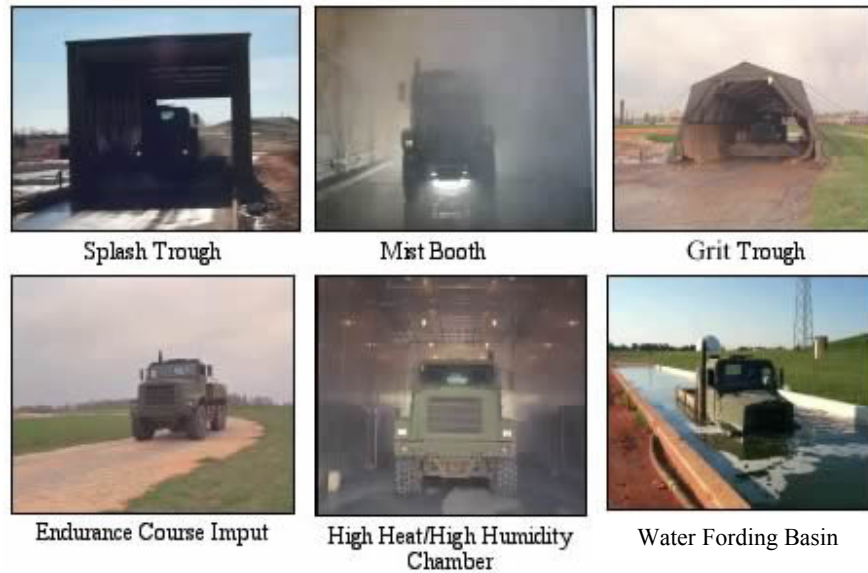 Splash Trough
Mist Booth
Grit Trough
Endurance Course Imput
High Heat/High Humidity
Chamber
Water Fording Basin